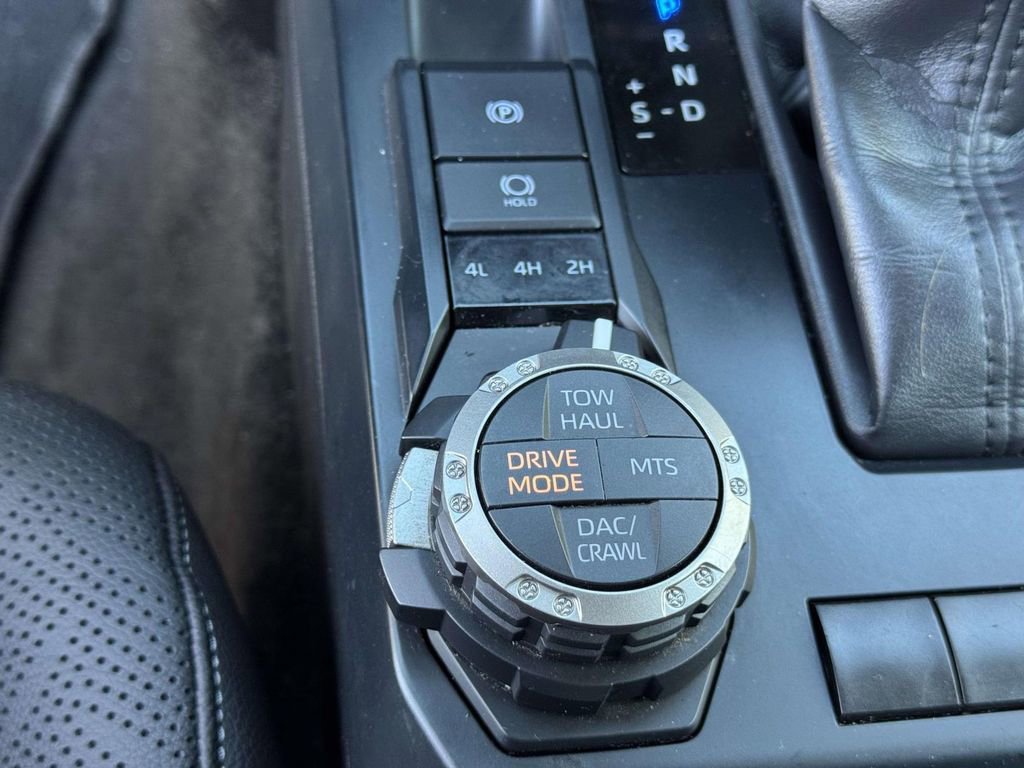 P
R
N
+
S - D
−
P
HOLD
4L 4H 2H
TOW
HAUL
DRIVE
MODE
MTS
DAC/
CRAWL